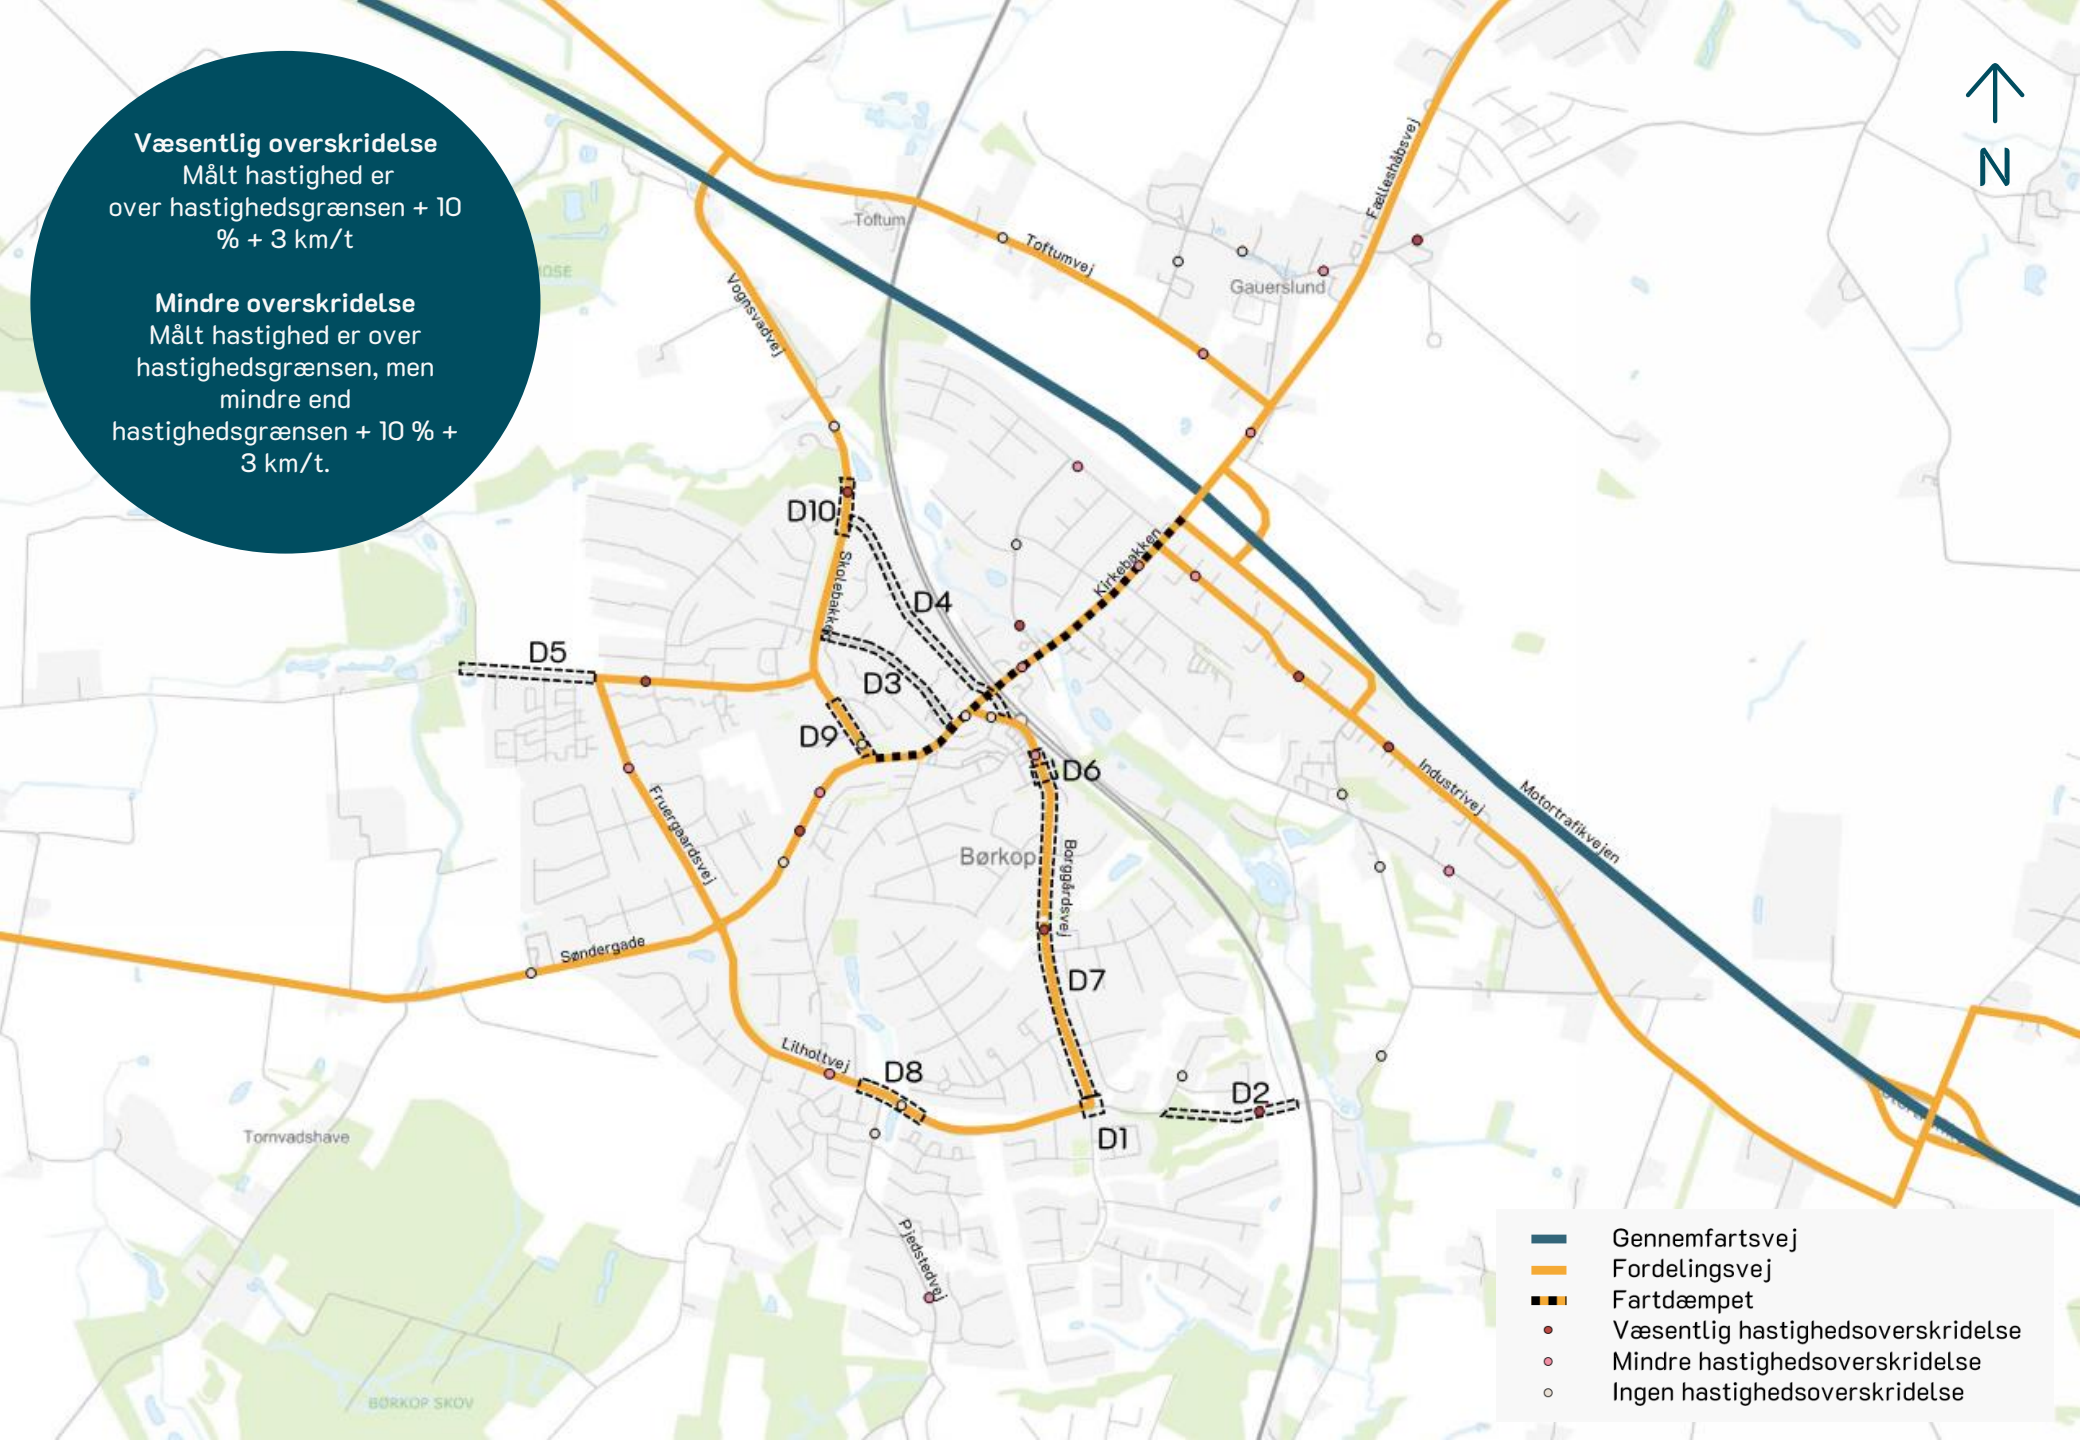 Væsentlig overskridelse
Målt hastighed er
over hastighedsgrænsen + 10
% + 3 km/t
Mindre overskridelse
Målt hastighed er over
hastighedsgrænsen, men
mindre end
hastighedsgrænsen + 10 % +
3 km/t.
N
Fælleshåbsvej
Toftum
Toftumvej
Gauerslund
Vognsvadvej
D10
Skolebakken
Kirkebakken
D4
D5
D3
D9
D6
Industrivej
Motortrafikvejen
Fruergaardsvej
Børkop
Borggårdsvej
Søndergade
D7
Lilholtvej
D8
D2
D1
Tornvadshave
Pjedstedvej
BØRKOP SKOV
Gennemfartsvej
Fordelingsvej
Fartdæmpet
Væsentlig hastighedsoverskridelse
Mindre hastighedsoverskridelse
Ingen hastighedsoverskridelse